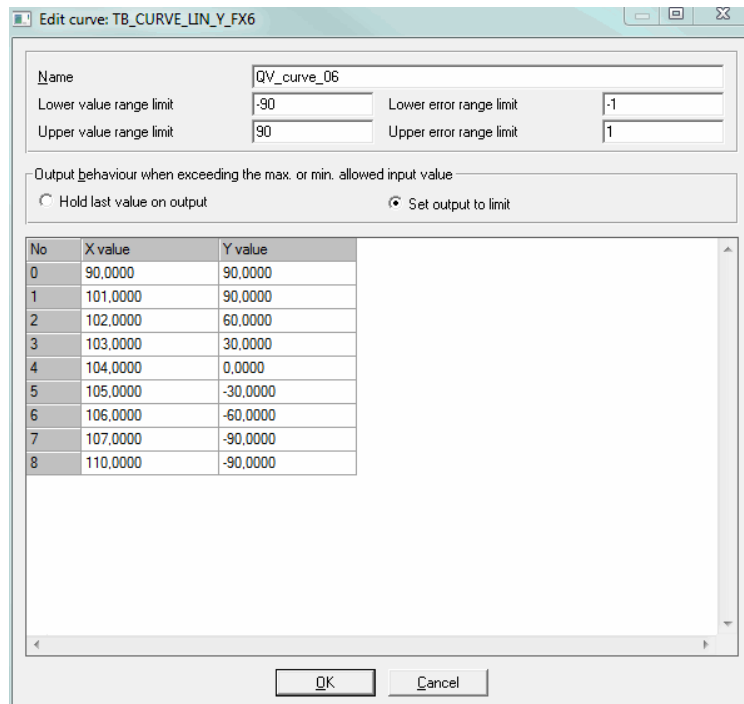 Edit curve: TB_CURVE_LIN_Y_FX6
Name QV_curve_06
Lower value range limit -90 Lower error range limit -1
Upper value range limit 90 Upper error range limit 1
Output behaviour when exceeding the max. or min. allowed input value
Hold last value on output Set output to limit
No X value Y value
0 90,0000 90,0000
1 101,0000 90,0000
2 102,0000 60,0000
3 103,0000 30,0000
4 104,0000 0,0000
5 105,0000 -30,0000
6 106,0000 -60,0000
7 107,0000 -90,0000
8 110,0000 -90,0000
OK Cancel